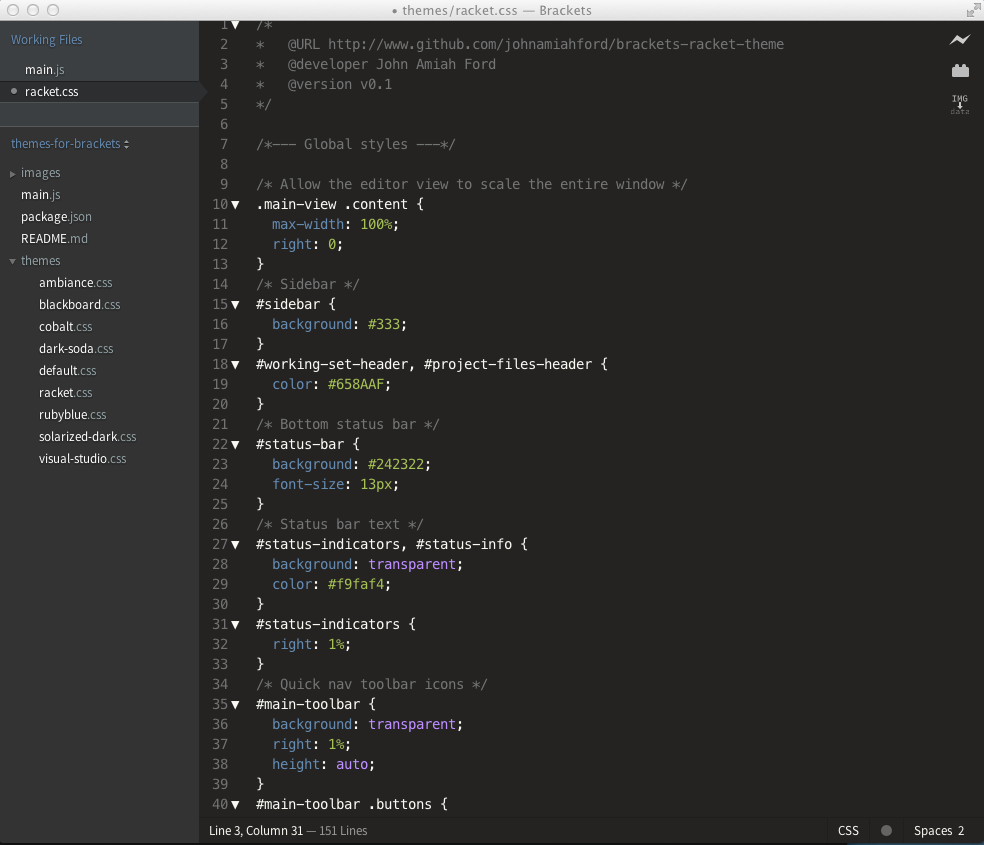 • themes/racket.css — Brackets
Working Files
main.js
racket.css
themes-for-brackets
images
main.js
package.json
README.md
themes
ambiance.css
blackboard.css
cobalt.css
dark-soda.css
default.css
racket.css
rubyblue.css
solarized-dark.css
visual-studio.css
1 /*
2 *   @URL http://www.github.com/johnamiahford/brackets-racket-theme
3 *   @developer John Amiah Ford
4 *   @version v0.1
5 */
6
7 /*--- Global styles ---*/
8
9 /* Allow the editor view to scale the entire window */
10 .main-view .content {
11   max-width: 100%;
12   right: 0;
13 }
14 /* Sidebar */
15 #sidebar {
16   background: #333;
17 }
18 #working-set-header, #project-files-header {
19   color: #658AAF;
20 }
21 /* Bottom status bar */
22 #status-bar {
23   background: #242322;
24   font-size: 13px;
25 }
26 /* Status bar text */
27 #status-indicators, #status-info {
28   background: transparent;
29   color: #f9faf4;
30 }
31 #status-indicators {
32   right: 1%;
33 }
34 /* Quick nav toolbar icons */
35 #main-toolbar {
36   background: transparent;
37   right: 1%;
38   height: auto;
39 }
40 #main-toolbar .buttons {
IMG
data
Line 3, Column 31 — 151 Lines
CSS
Spaces 2